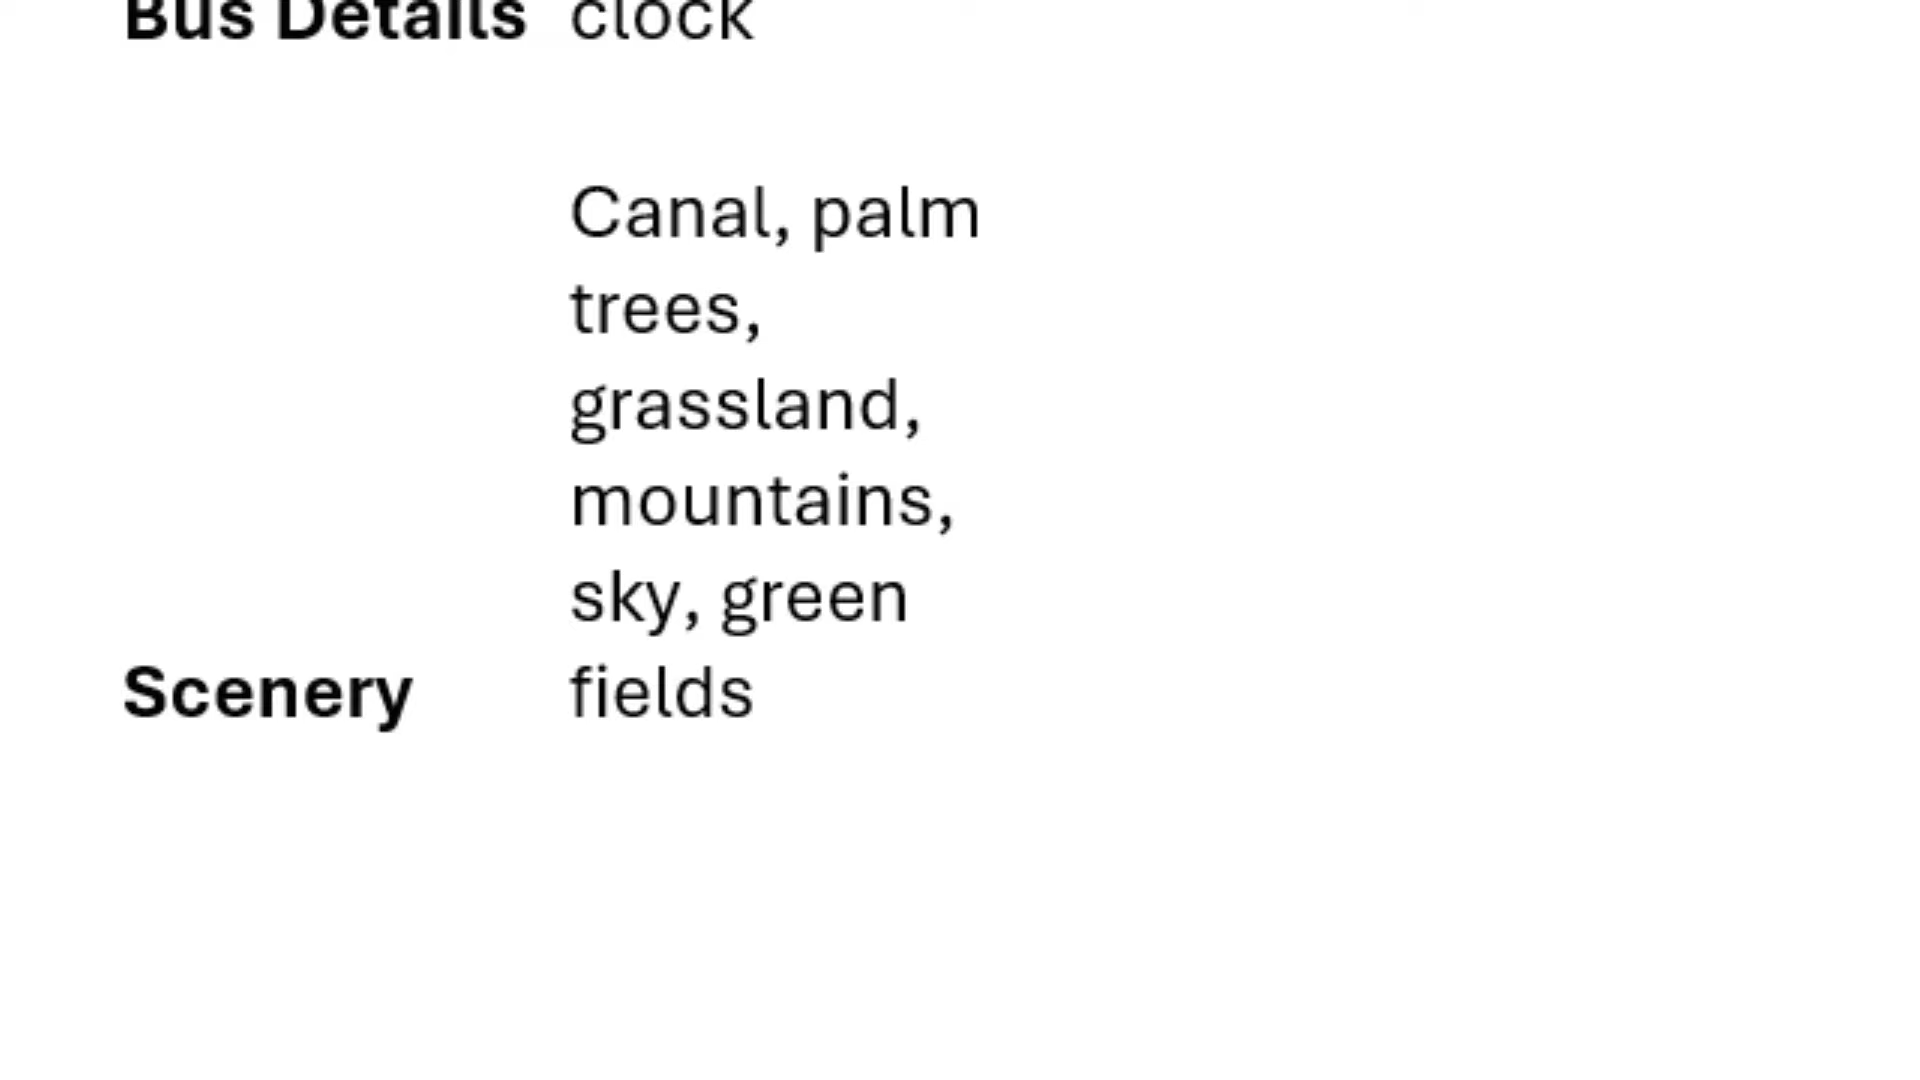 Bus Details clock
Canal, palm
trees,
grassland,
mountains,
sky, green
Scenery fields